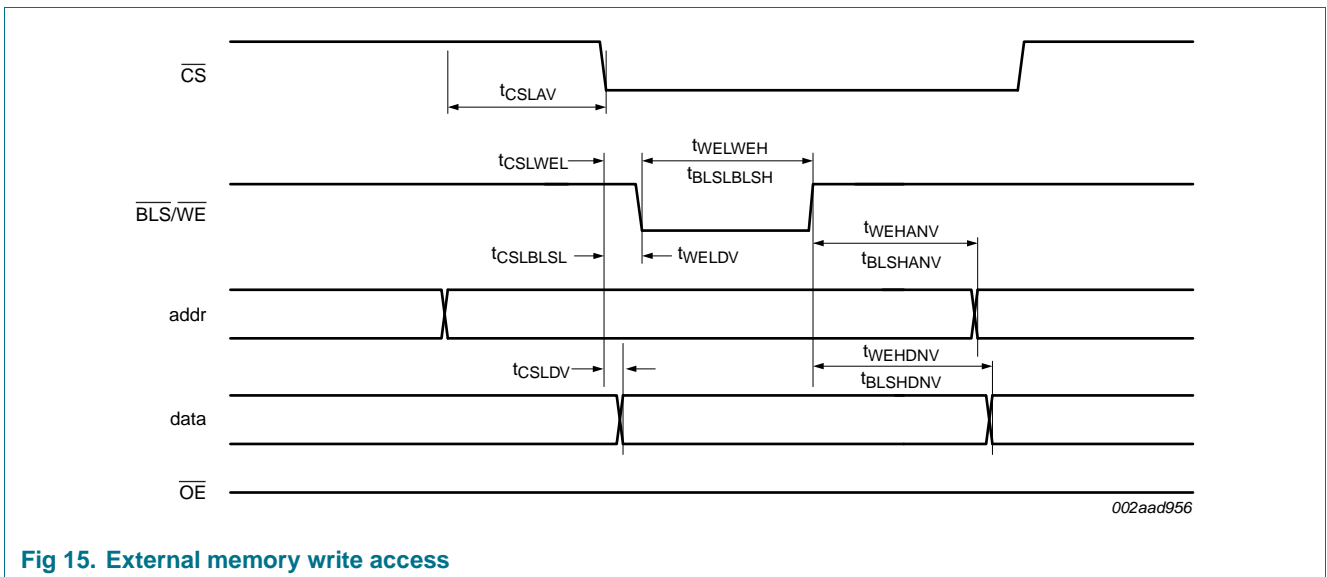 CS
tCSLAV
tCSLWEL
tWELWEH
tBLSLBLSH
BLS/WE
tCSLBLSL
tWELDV
tWEHANV
tBLSHANV
addr
tCSLDV
tWEHDNV
tBLSHDNV
data
OE
002aad956
Fig 15. External memory write access